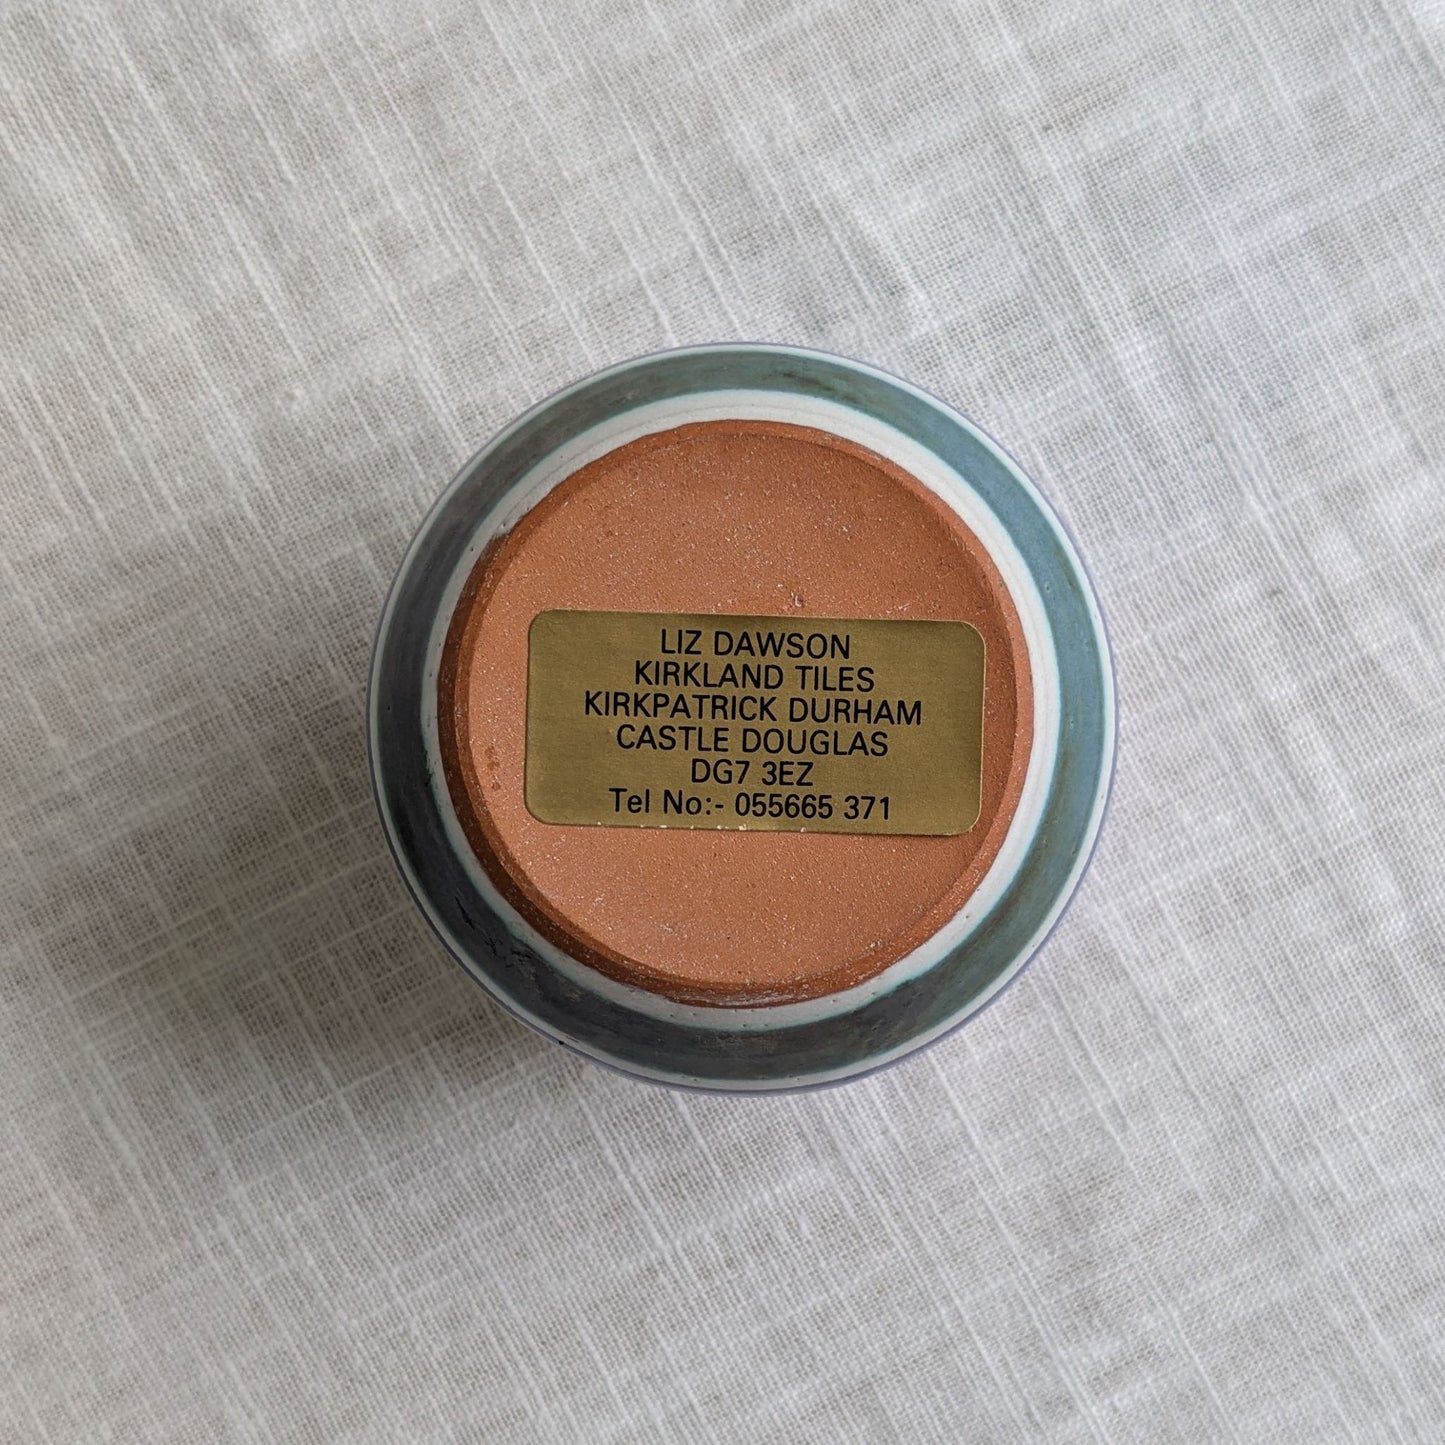 LIZ DAWSON
KIRKLAND TILES
KIRKPATRICK DURHAM
CASTLE DOUGLAS
DG7 3EZ
Tel No:- 055665 371